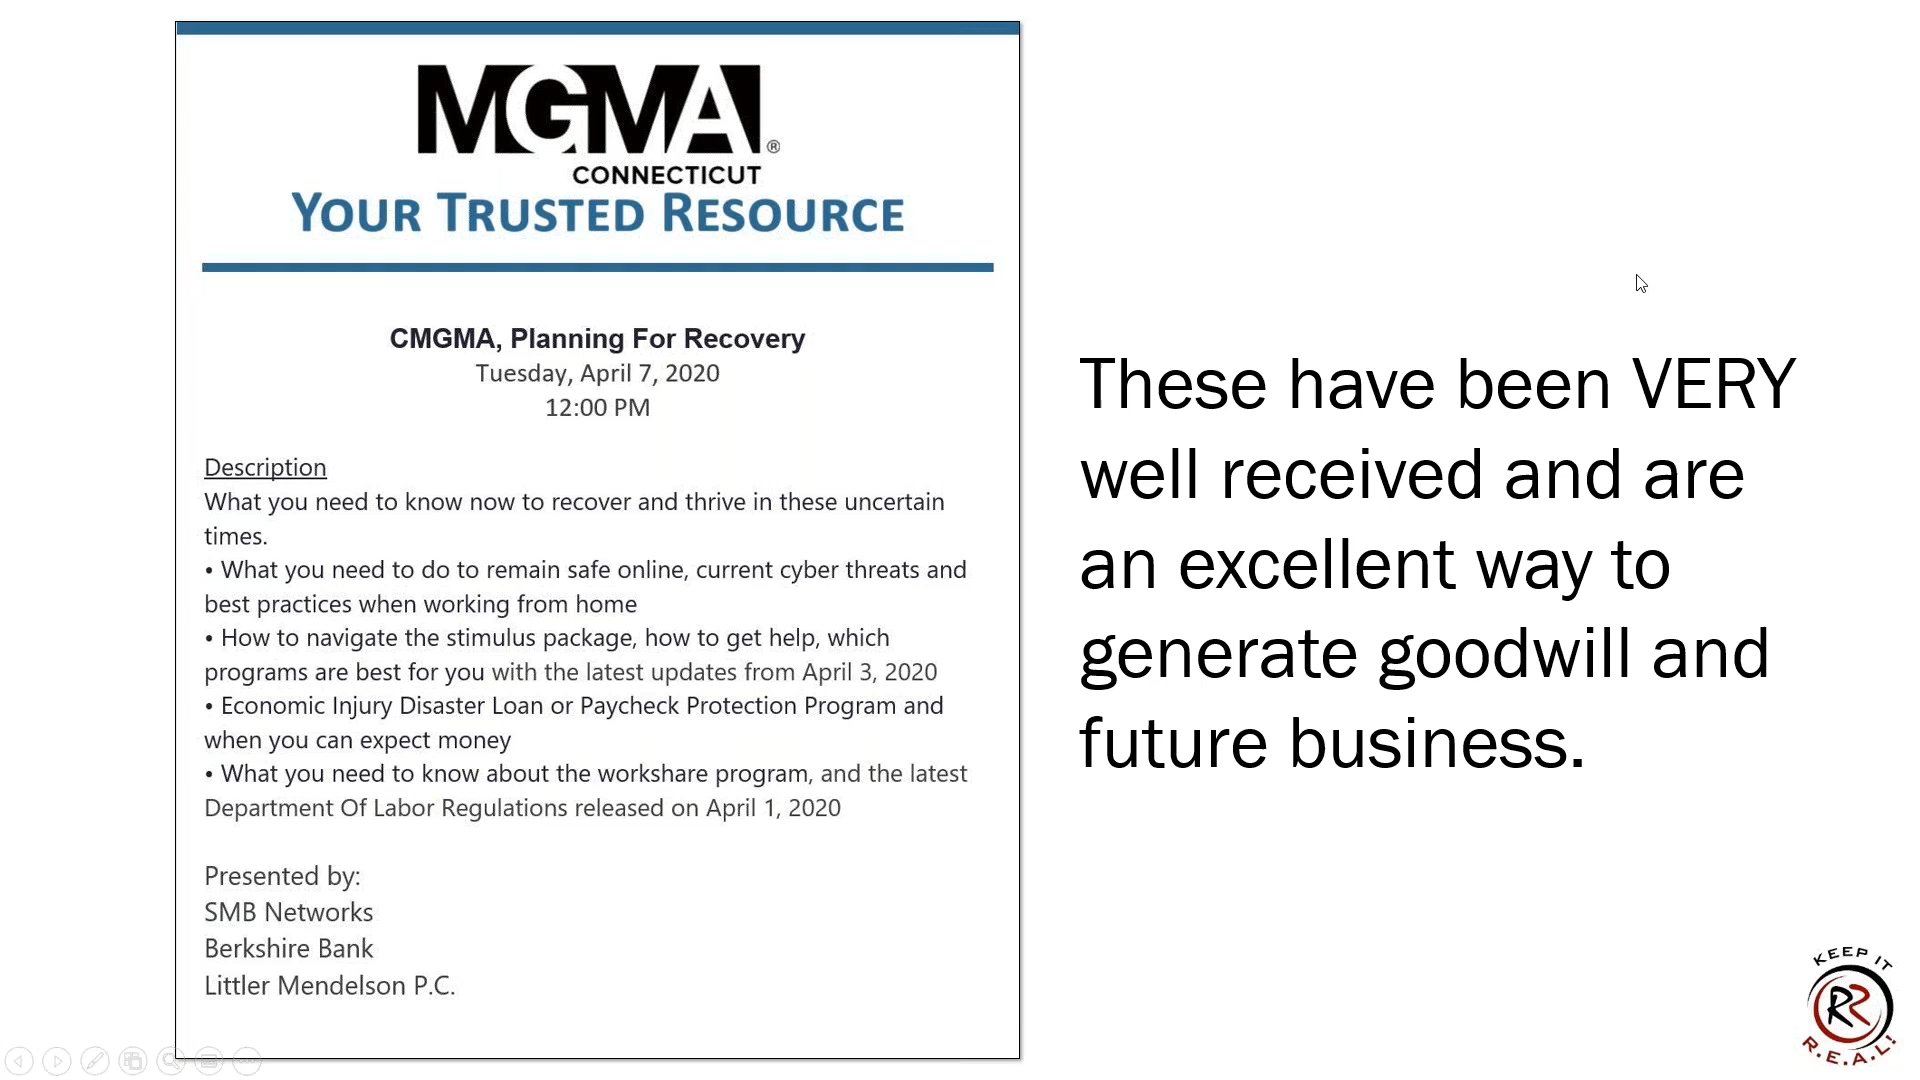 MGMA®
CONNECTICUT
YOUR TRUSTED RESOURCE
CMGMA, Planning For Recovery
Tuesday, April 7, 2020
12:00 PM
Description
What you need to know now to recover and thrive in these uncertain
times.
• What you need to do to remain safe online, current cyber threats and
best practices when working from home
• How to navigate the stimulus package, how to get help, which
programs are best for you with the latest updates from April 3, 2020
• Economic Injury Disaster Loan or Paycheck Protection Program and
when you can expect money
• What you need to know about the workshare program, and the latest
Department Of Labor Regulations released on April 1, 2020
Presented by:
SMB Networks
Berkshire Bank
Littler Mendelson P.C.
These have been VERY
well received and are
an excellent way to
generate goodwill and
future business.
KEEP IT
RR
R.E.A.L!